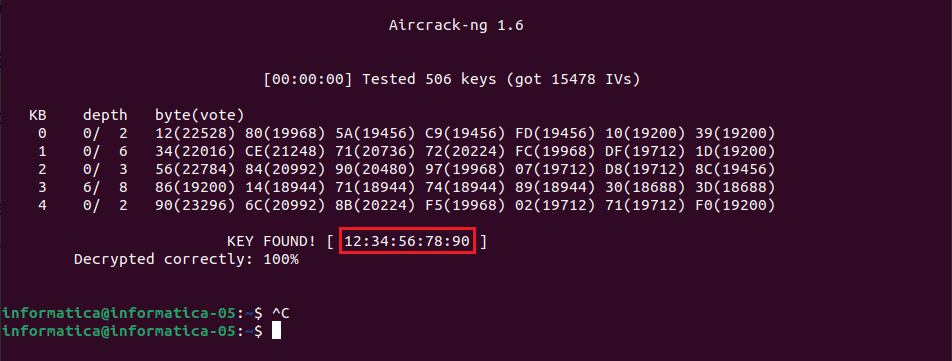 Aircrack-ng 1.6
[00:00:00] Tested 506 keys (got 15478 IVs)
KB    depth   byte(vote)
0    0/  2   12(22528) 80(19968) 5A(19456) C9(19456) FD(19456) 10(19200) 39(19200)
1    0/  6   34(22016) CE(21248) 71(20736) 72(20224) FC(19968) DF(19712) 1D(19200)
2    0/  3   56(22784) 84(20992) 90(20480) 97(19968) 07(19712) D8(19712) 8C(19456)
3    6/  8   86(19200) 14(18944) 71(18944) 74(18944) 89(18944) 30(18688) 3D(18688)
4    0/  2   90(23296) 6C(20992) 8B(20224) F5(19968) 02(19712) 71(19712) F0(19200)
KEY FOUND! [ 12:34:56:78:90 ]
Decrypted correctly: 100%
informatica@informatica-05:~$ ^C
informatica@informatica-05:~$